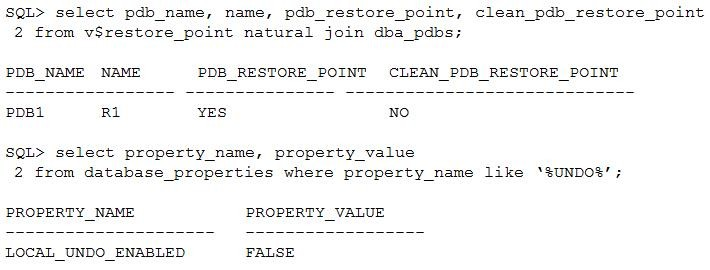 SQL> select pdb_name, name, pdb_restore_point, clean_pdb_restore_point
2 from v$restore_point natural join dba_pdbs;
PDB_NAME NAME PDB_RESTORE_POINT CLEAN_PDB_RESTORE_POINT
----------------- --------------- -----------------------------
PDB1 R1 YES NO
SQL> select property_name, property_value
2 from database_properties where property_name like ‘%UNDO%’;
PROPERTY_NAME PROPERTY_VALUE
--------------------- ------------------
LOCAL_UNDO_ENABLED FALSE